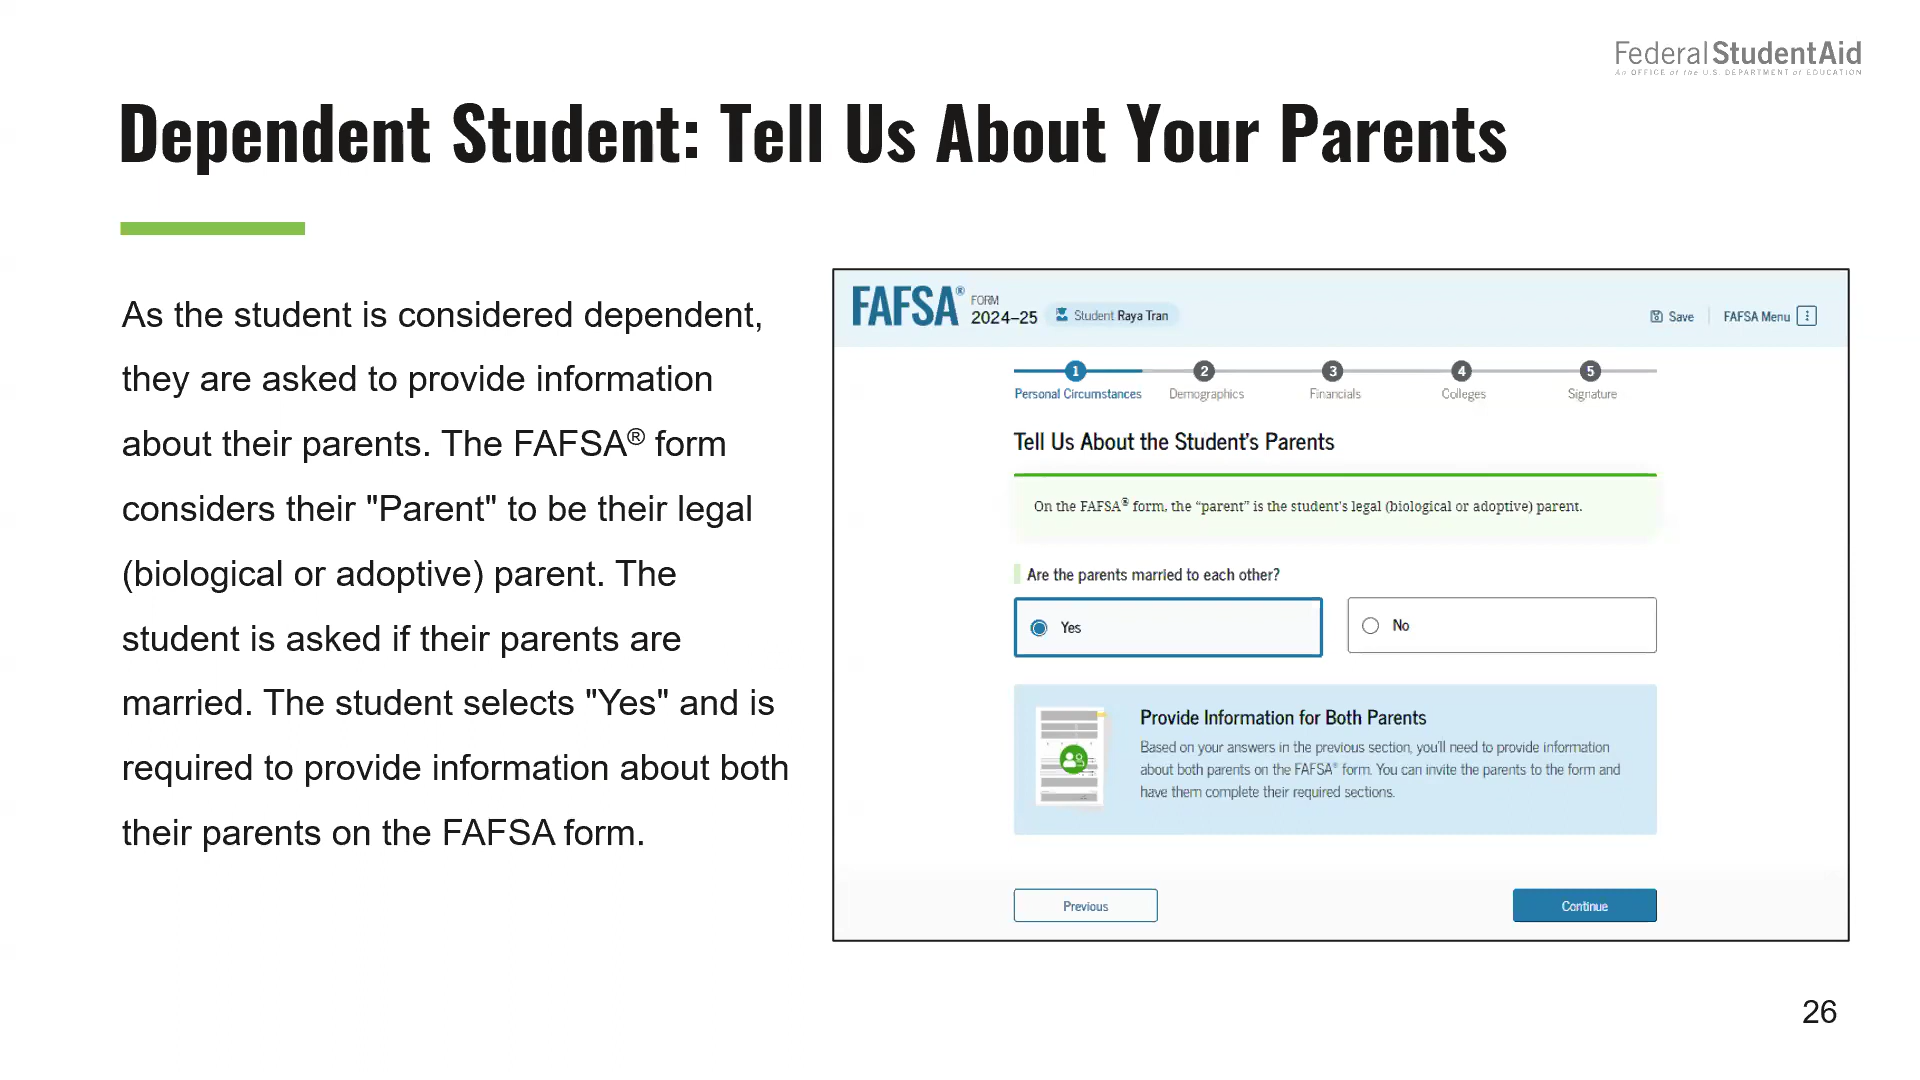 Federal StudentAid
An OFFICE of the U.S. DEPARTMENT of EDUCATION
Dependent Student: Tell Us About Your Parents
As the student is considered dependent,
they are asked to provide information
about their parents. The FAFSA® form
considers their "Parent" to be their legal
(biological or adoptive) parent. The
student is asked if their parents are
married. The student selects "Yes" and is
required to provide information about both
their parents on the FAFSA form.
FAFSA® FORM 2024–25 Student Raya Tran Save FAFSA Menu
1 2 3 4 5
Personal Circumstances Demographics Financials Colleges Signature
Tell Us About the Student's Parents
On the FAFSA® form, the “parent” is the student's legal (biological or adoptive) parent.
Are the parents married to each other?
Yes No
Provide Information for Both Parents
Based on your answers in the previous section, you'll need to provide information
about both parents on the FAFSA® form. You can invite the parents to the form and
have them complete their required sections.
Previous Continue
26